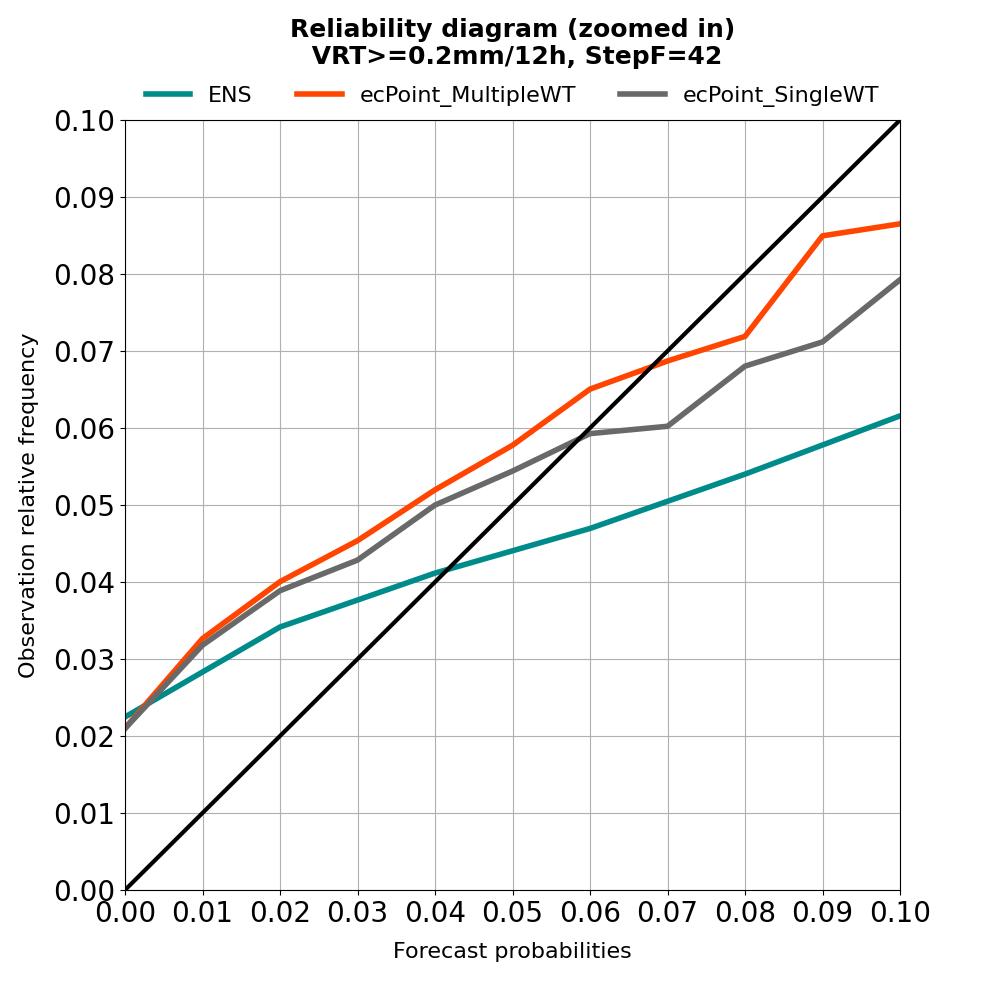 Reliability diagram (zoomed in)
VRT>=0.2mm/12h, StepF=42
ENS ecPoint_MultipleWT ecPoint_SingleWT
0.10
0.09
0.08
0.07
0.06
0.05
0.04
0.03
0.02
0.01
0.00
Observation relative frequency
0.00 0.01 0.02 0.03 0.04 0.05 0.06 0.07 0.08 0.09 0.10
Forecast probabilities